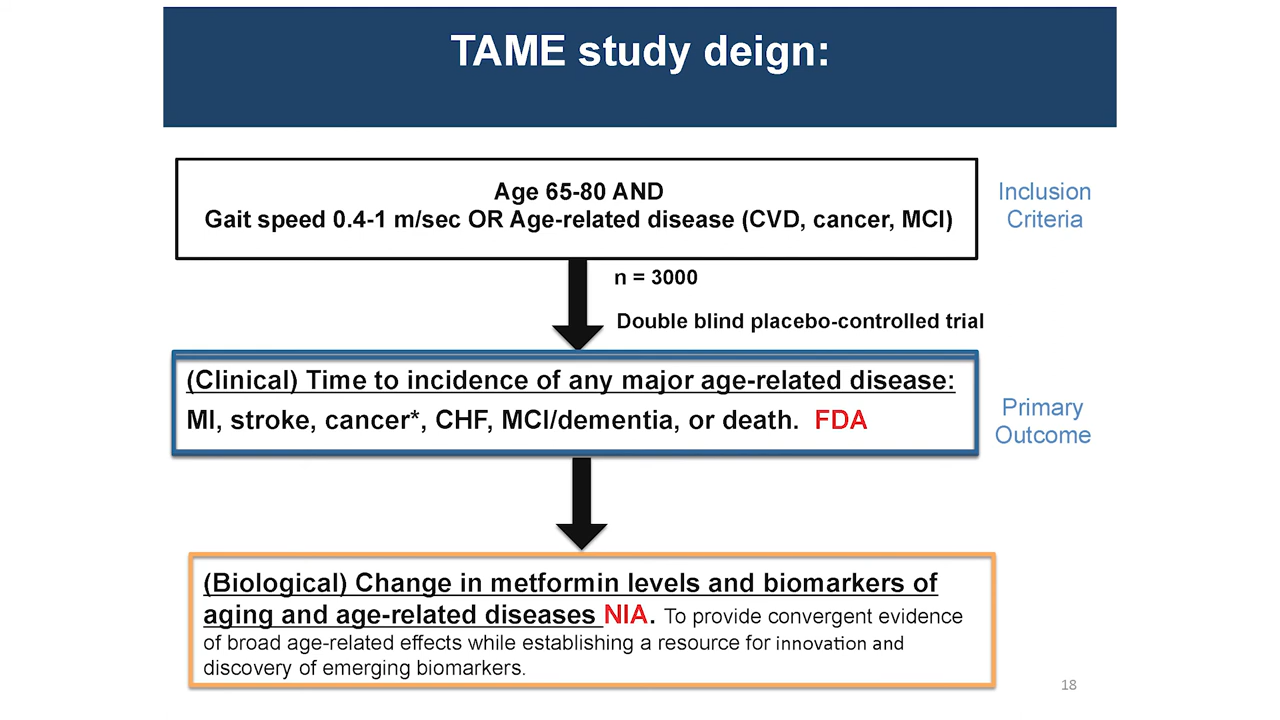 TAME study deign:
Age 65-80 AND
Gait speed 0.4-1 m/sec OR Age-related disease (CVD, cancer, MCI)
Inclusion
Criteria
n = 3000
Double blind placebo-controlled trial
(Clinical) Time to incidence of any major age-related disease:
MI, stroke, cancer*, CHF, MCI/dementia, or death. FDA
Primary
Outcome
(Biological) Change in metformin levels and biomarkers of
aging and age-related diseases NIA. To provide convergent evidence
of broad age-related effects while establishing a resource for innovation and
discovery of emerging biomarkers.
18